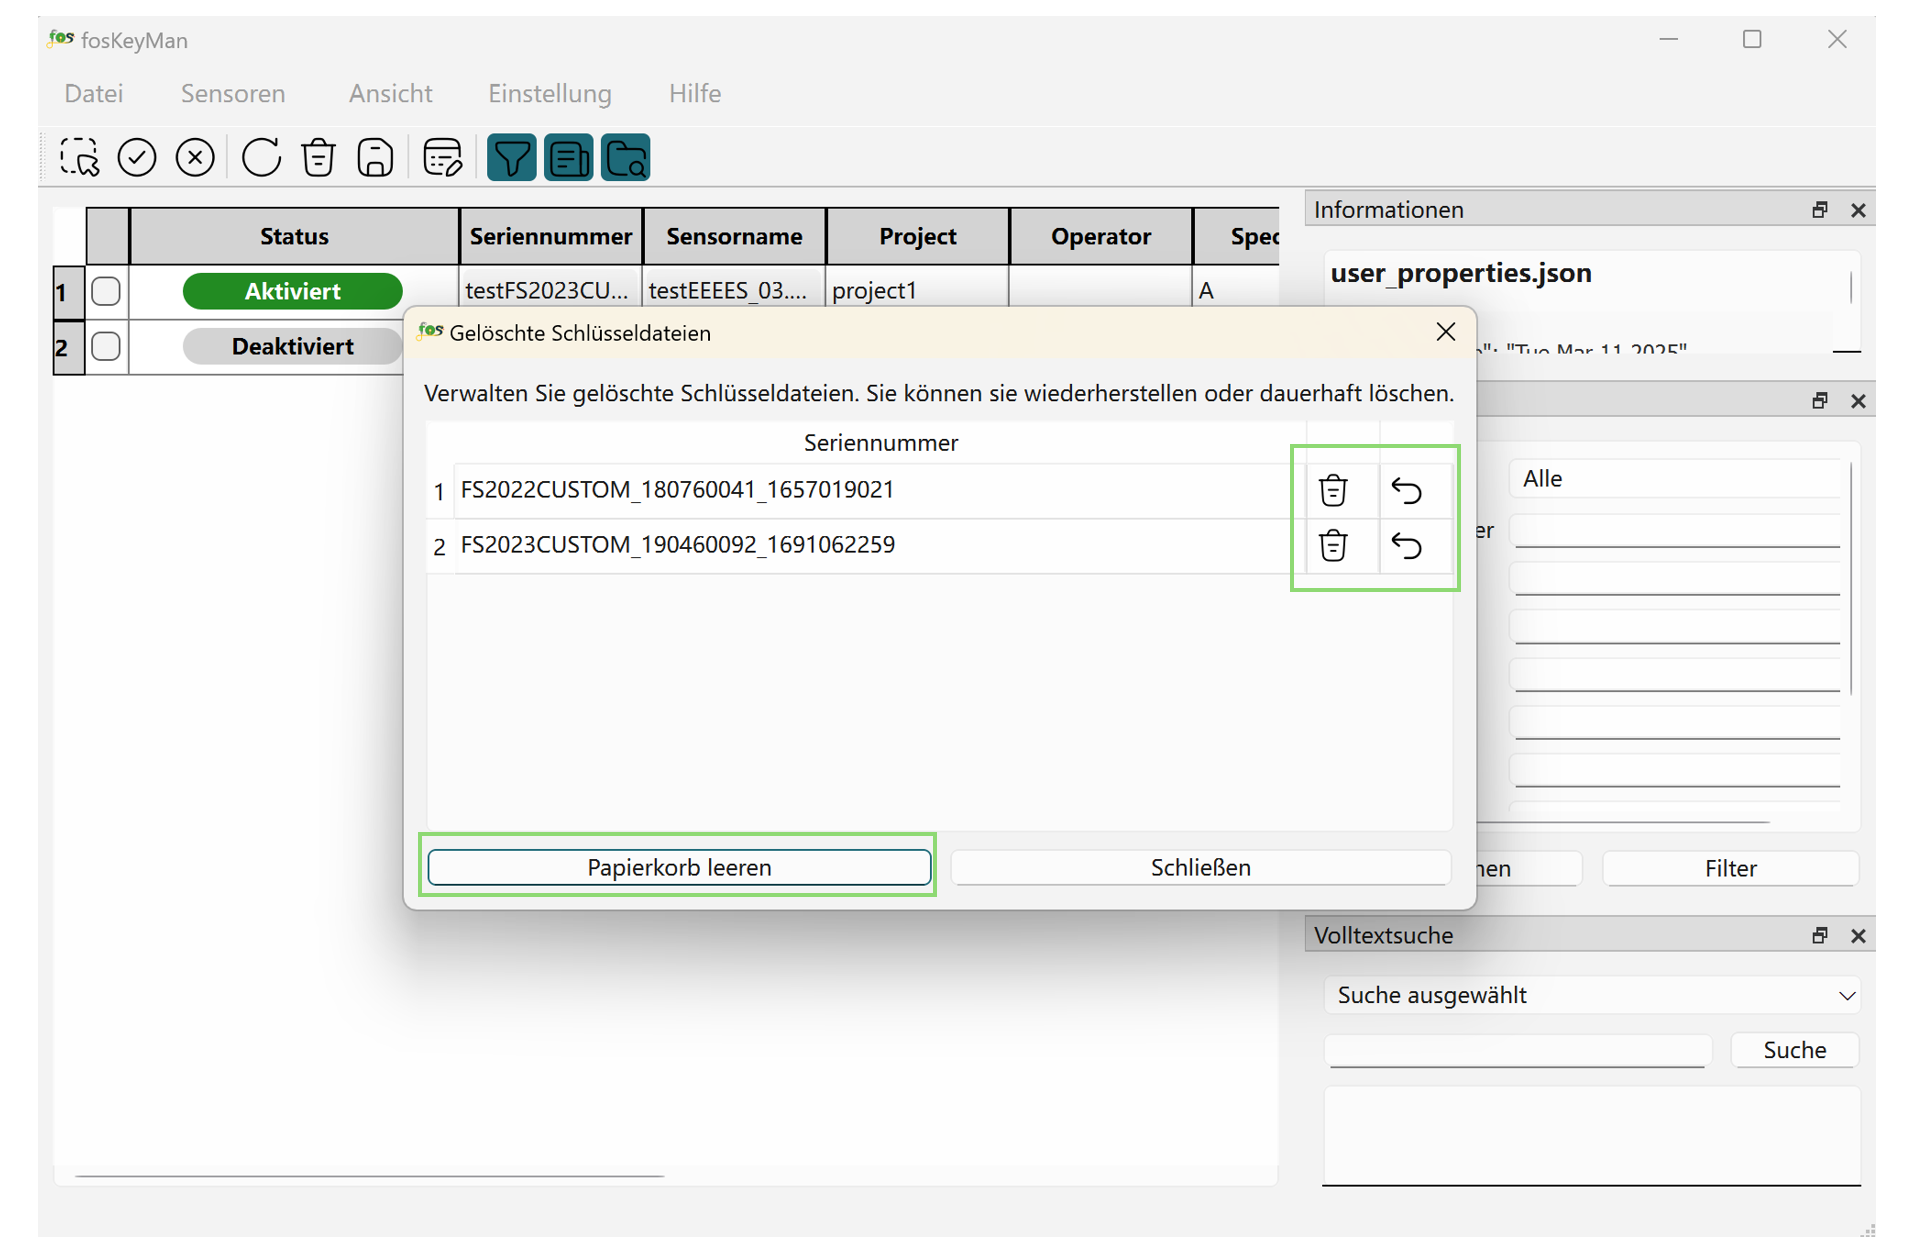 fos fosKeyMan
Datei Sensoren Ansicht Einstellung Hilfe
Status Seriennummer Sensorname Project Operator Spec
1 Aktiviert testFS2023CU... testEEEES_03.... project1 A
2 Deaktiviert
Informationen
user_properties.json
": "Tue Mar 11 2025"
fos Gelöschte Schlüsseldateien
Verwalten Sie gelöschte Schlüsseldateien. Sie können sie wiederherstellen oder dauerhaft löschen.
Seriennummer
1 FS2022CUSTOM_180760041_1657019021
2 FS2023CUSTOM_190460092_1691062259
Papierkorb leeren Schließen
Alle
er
nen Filter
Volltextsuche
Suche ausgewählt
Suche